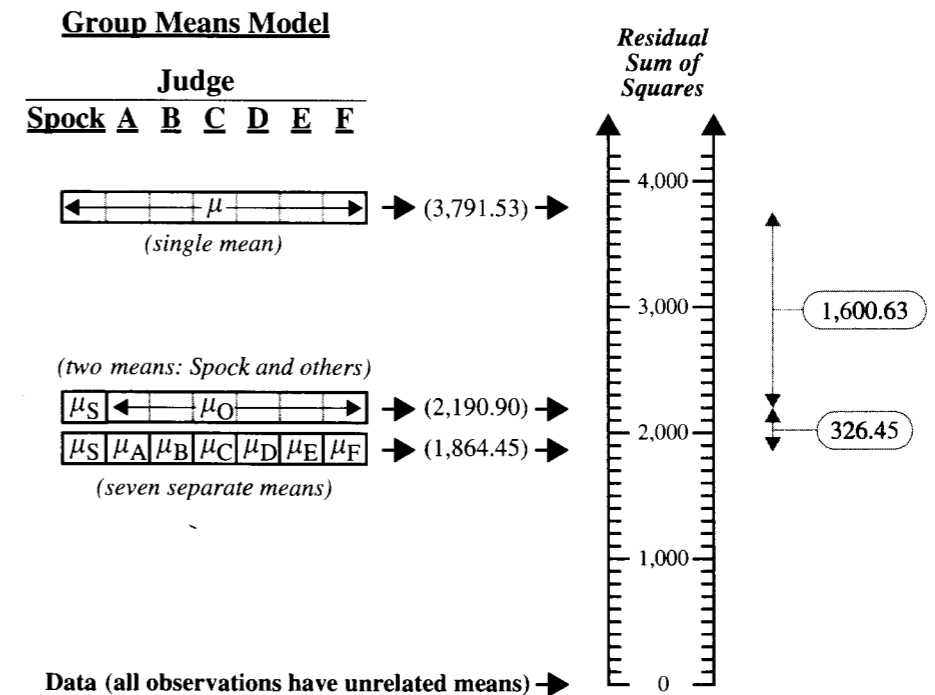 Group Means Model
Residual
Sum of
Squares
Judge
Spock A B C D E F
4,000
μ (3,791.53)
(single mean)
3,000
1,600.63
(two means: Spock and others)
μS μO (2,190.90)
2,000
326.45
μS μA μB μC μD μE μF (1,864.45)
(seven separate means)
1,000
Data (all observations have unrelated means) 0